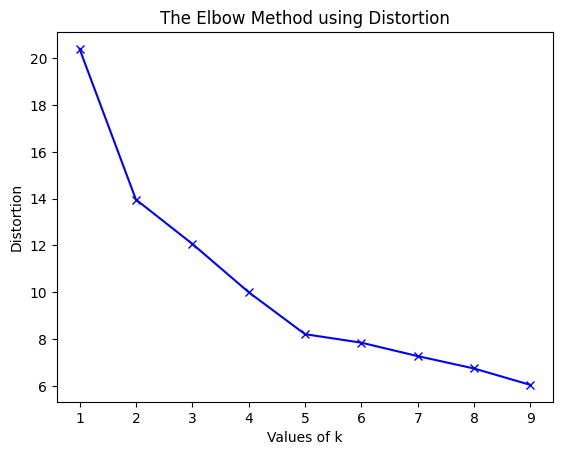 The Elbow Method using Distortion
20
18
16
14
12
10
8
6
Distortion
1 2 3 4 5 6 7 8 9
Values of k